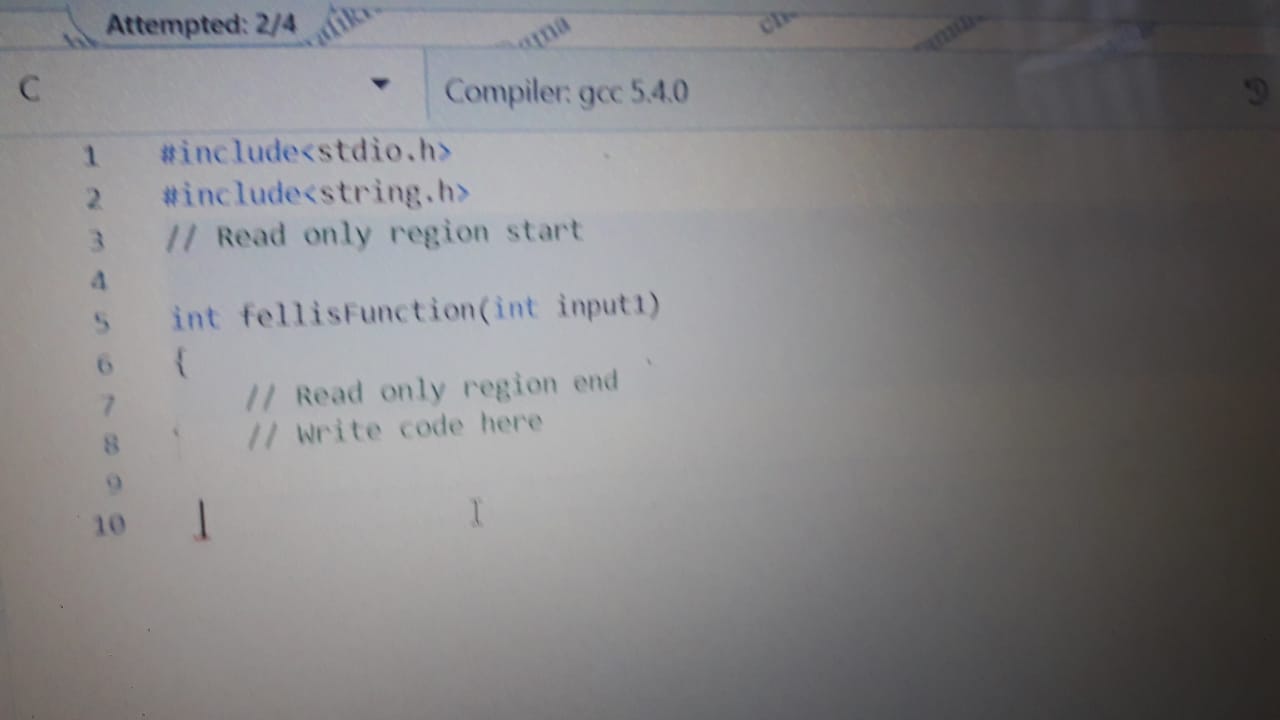 Attempted: 2/4
C
Compiler: gcc 5.4.0
1 #include<stdio.h>
2 #include<string.h>
3 // Read only region start
4
5 int fellisFunction(int input1)
6 {
7 // Read only region end
8 // Write code here
9
10